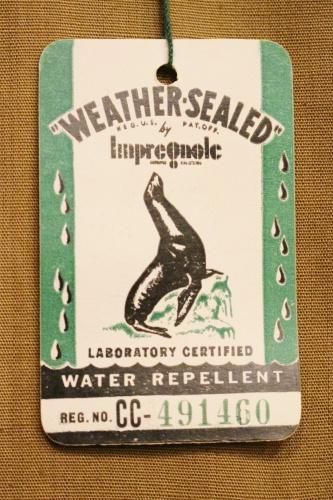 "WEATHER-SEALED"
REG. U.S. by PAT. OFF.
Impregnole
LABORATORY CERTIFIED
WATER REPELLENT
REG. NO. CC-491460